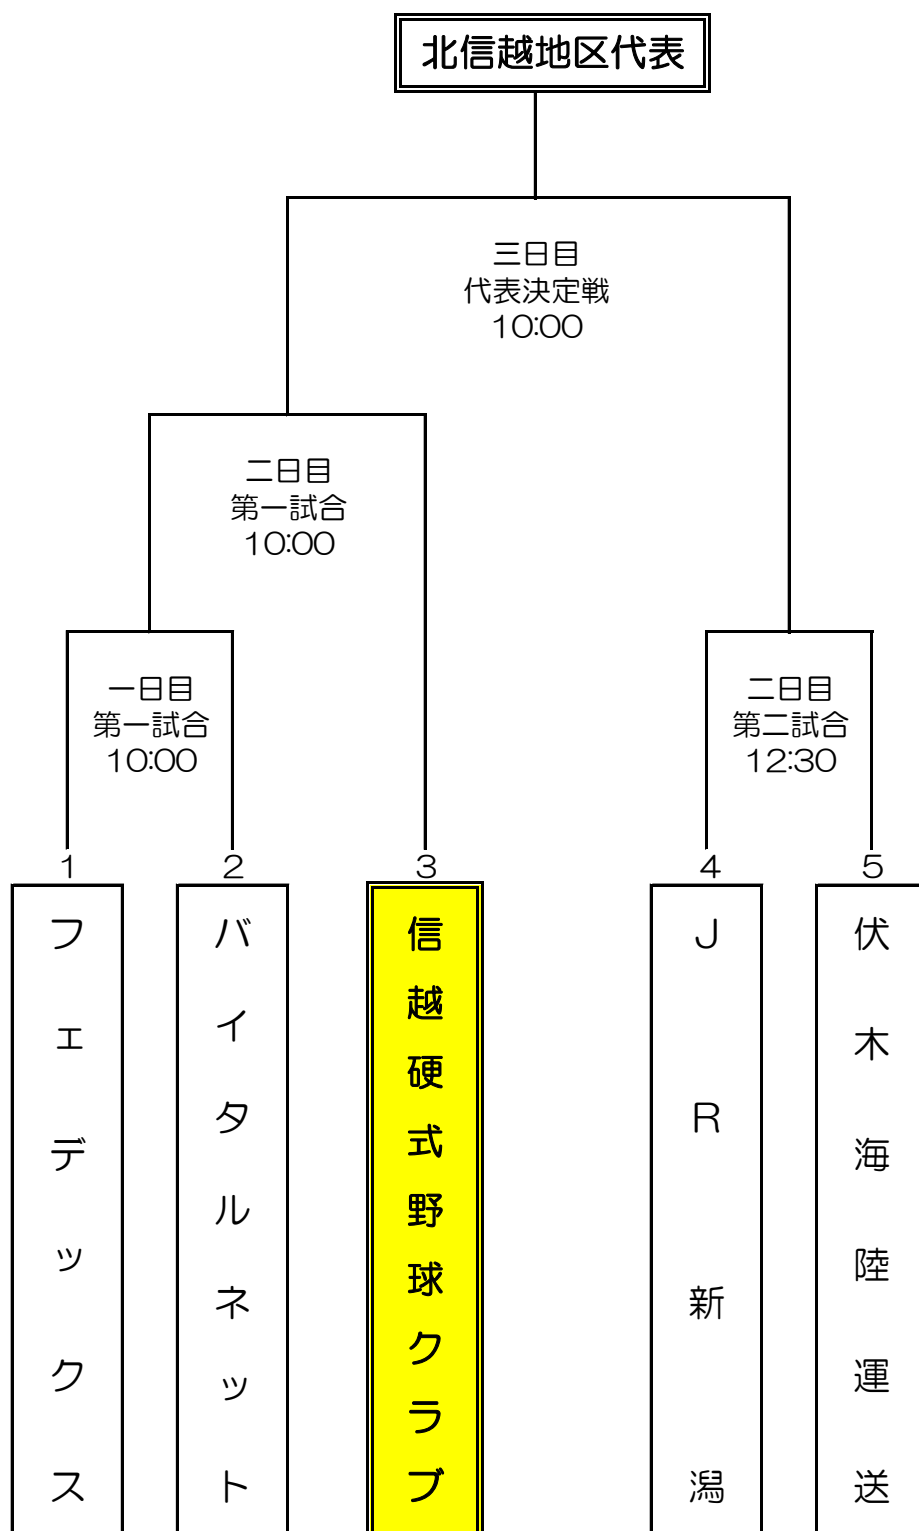 北信越地区代表
三日目
代表決定戦
10:00
二日目
第一試合
10:00
一日目
第一試合
10:00
二日目
第二試合
12:30
1
2
3
4
5
フェデックス
バイタルネット
信越硬式野球クラブ
JR新潟
伏木海陸運送